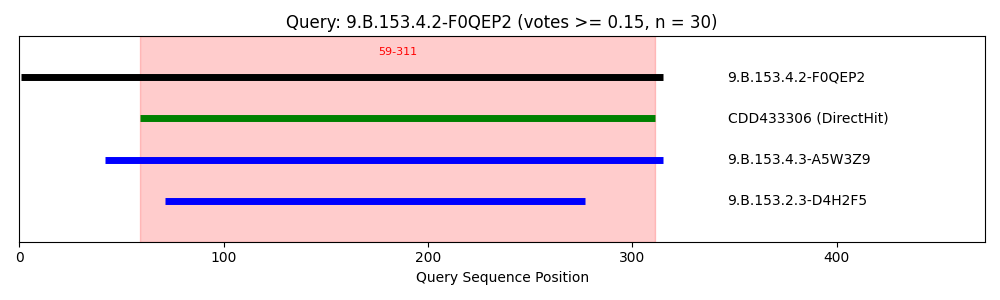 Query: 9.B.153.4.2-F0QEP2 (votes >= 0.15, n = 30)
59-311
9.B.153.4.2-F0QEP2
CDD433306 (DirectHit)
9.B.153.4.3-A5W3Z9
9.B.153.2.3-D4H2F5
0 100 200 300 400
Query Sequence Position